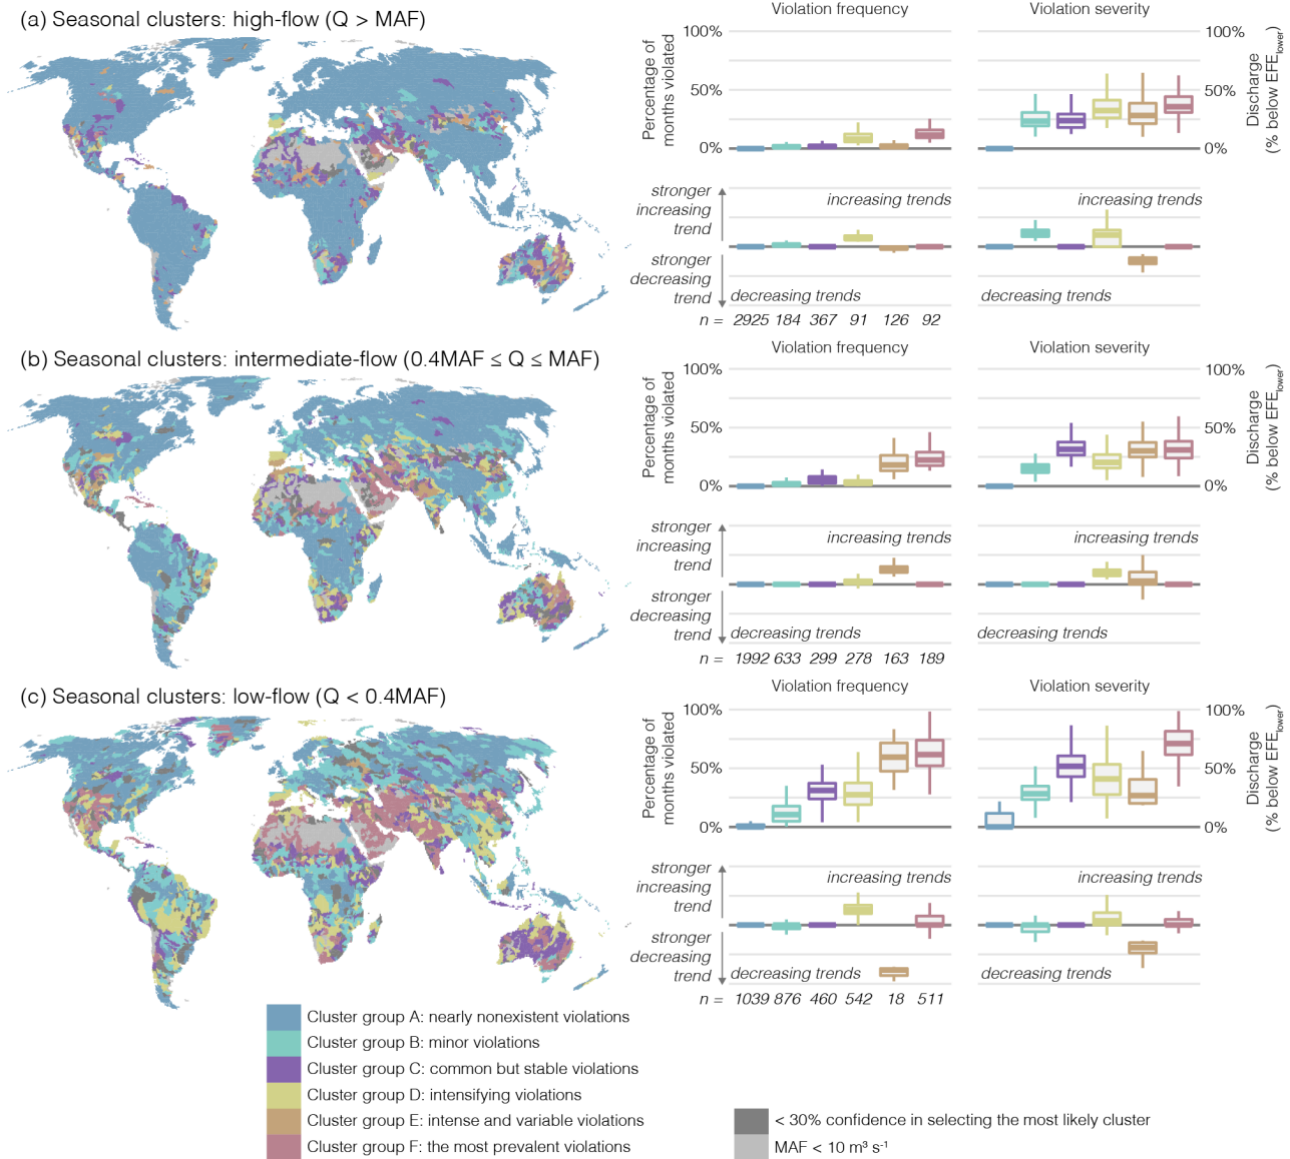 (a) Seasonal clusters: high-flow (Q > MAF)
Violation frequency
Violation severity
Percentage of
months violated
100%
50%
0%
100%
50%
0%
Discharge
(% below EFElower)
stronger
increasing
trend
increasing trends
increasing trends
stronger
decreasing
trend
decreasing trends
decreasing trends
n = 2925 184 367 91 126 92
(b) Seasonal clusters: intermediate-flow (0.4MAF ≤ Q ≤ MAF)
Violation frequency
Violation severity
Percentage of
months violated
100%
50%
0%
100%
50%
0%
Discharge
(% below EFElower)
stronger
increasing
trend
increasing trends
increasing trends
stronger
decreasing
trend
decreasing trends
decreasing trends
n = 1992 633 299 278 163 189
(c) Seasonal clusters: low-flow (Q < 0.4MAF)
Violation frequency
Violation severity
Percentage of
months violated
100%
50%
0%
100%
50%
0%
Discharge
(% below EFElower)
stronger
increasing
trend
increasing trends
increasing trends
stronger
decreasing
trend
decreasing trends
decreasing trends
n = 1039 876 460 542 18 511
Cluster group A: nearly nonexistent violations
Cluster group B: minor violations
Cluster group C: common but stable violations
Cluster group D: intensifying violations
Cluster group E: intense and variable violations
Cluster group F: the most prevalent violations
< 30% confidence in selecting the most likely cluster
MAF < 10 m³ s⁻¹